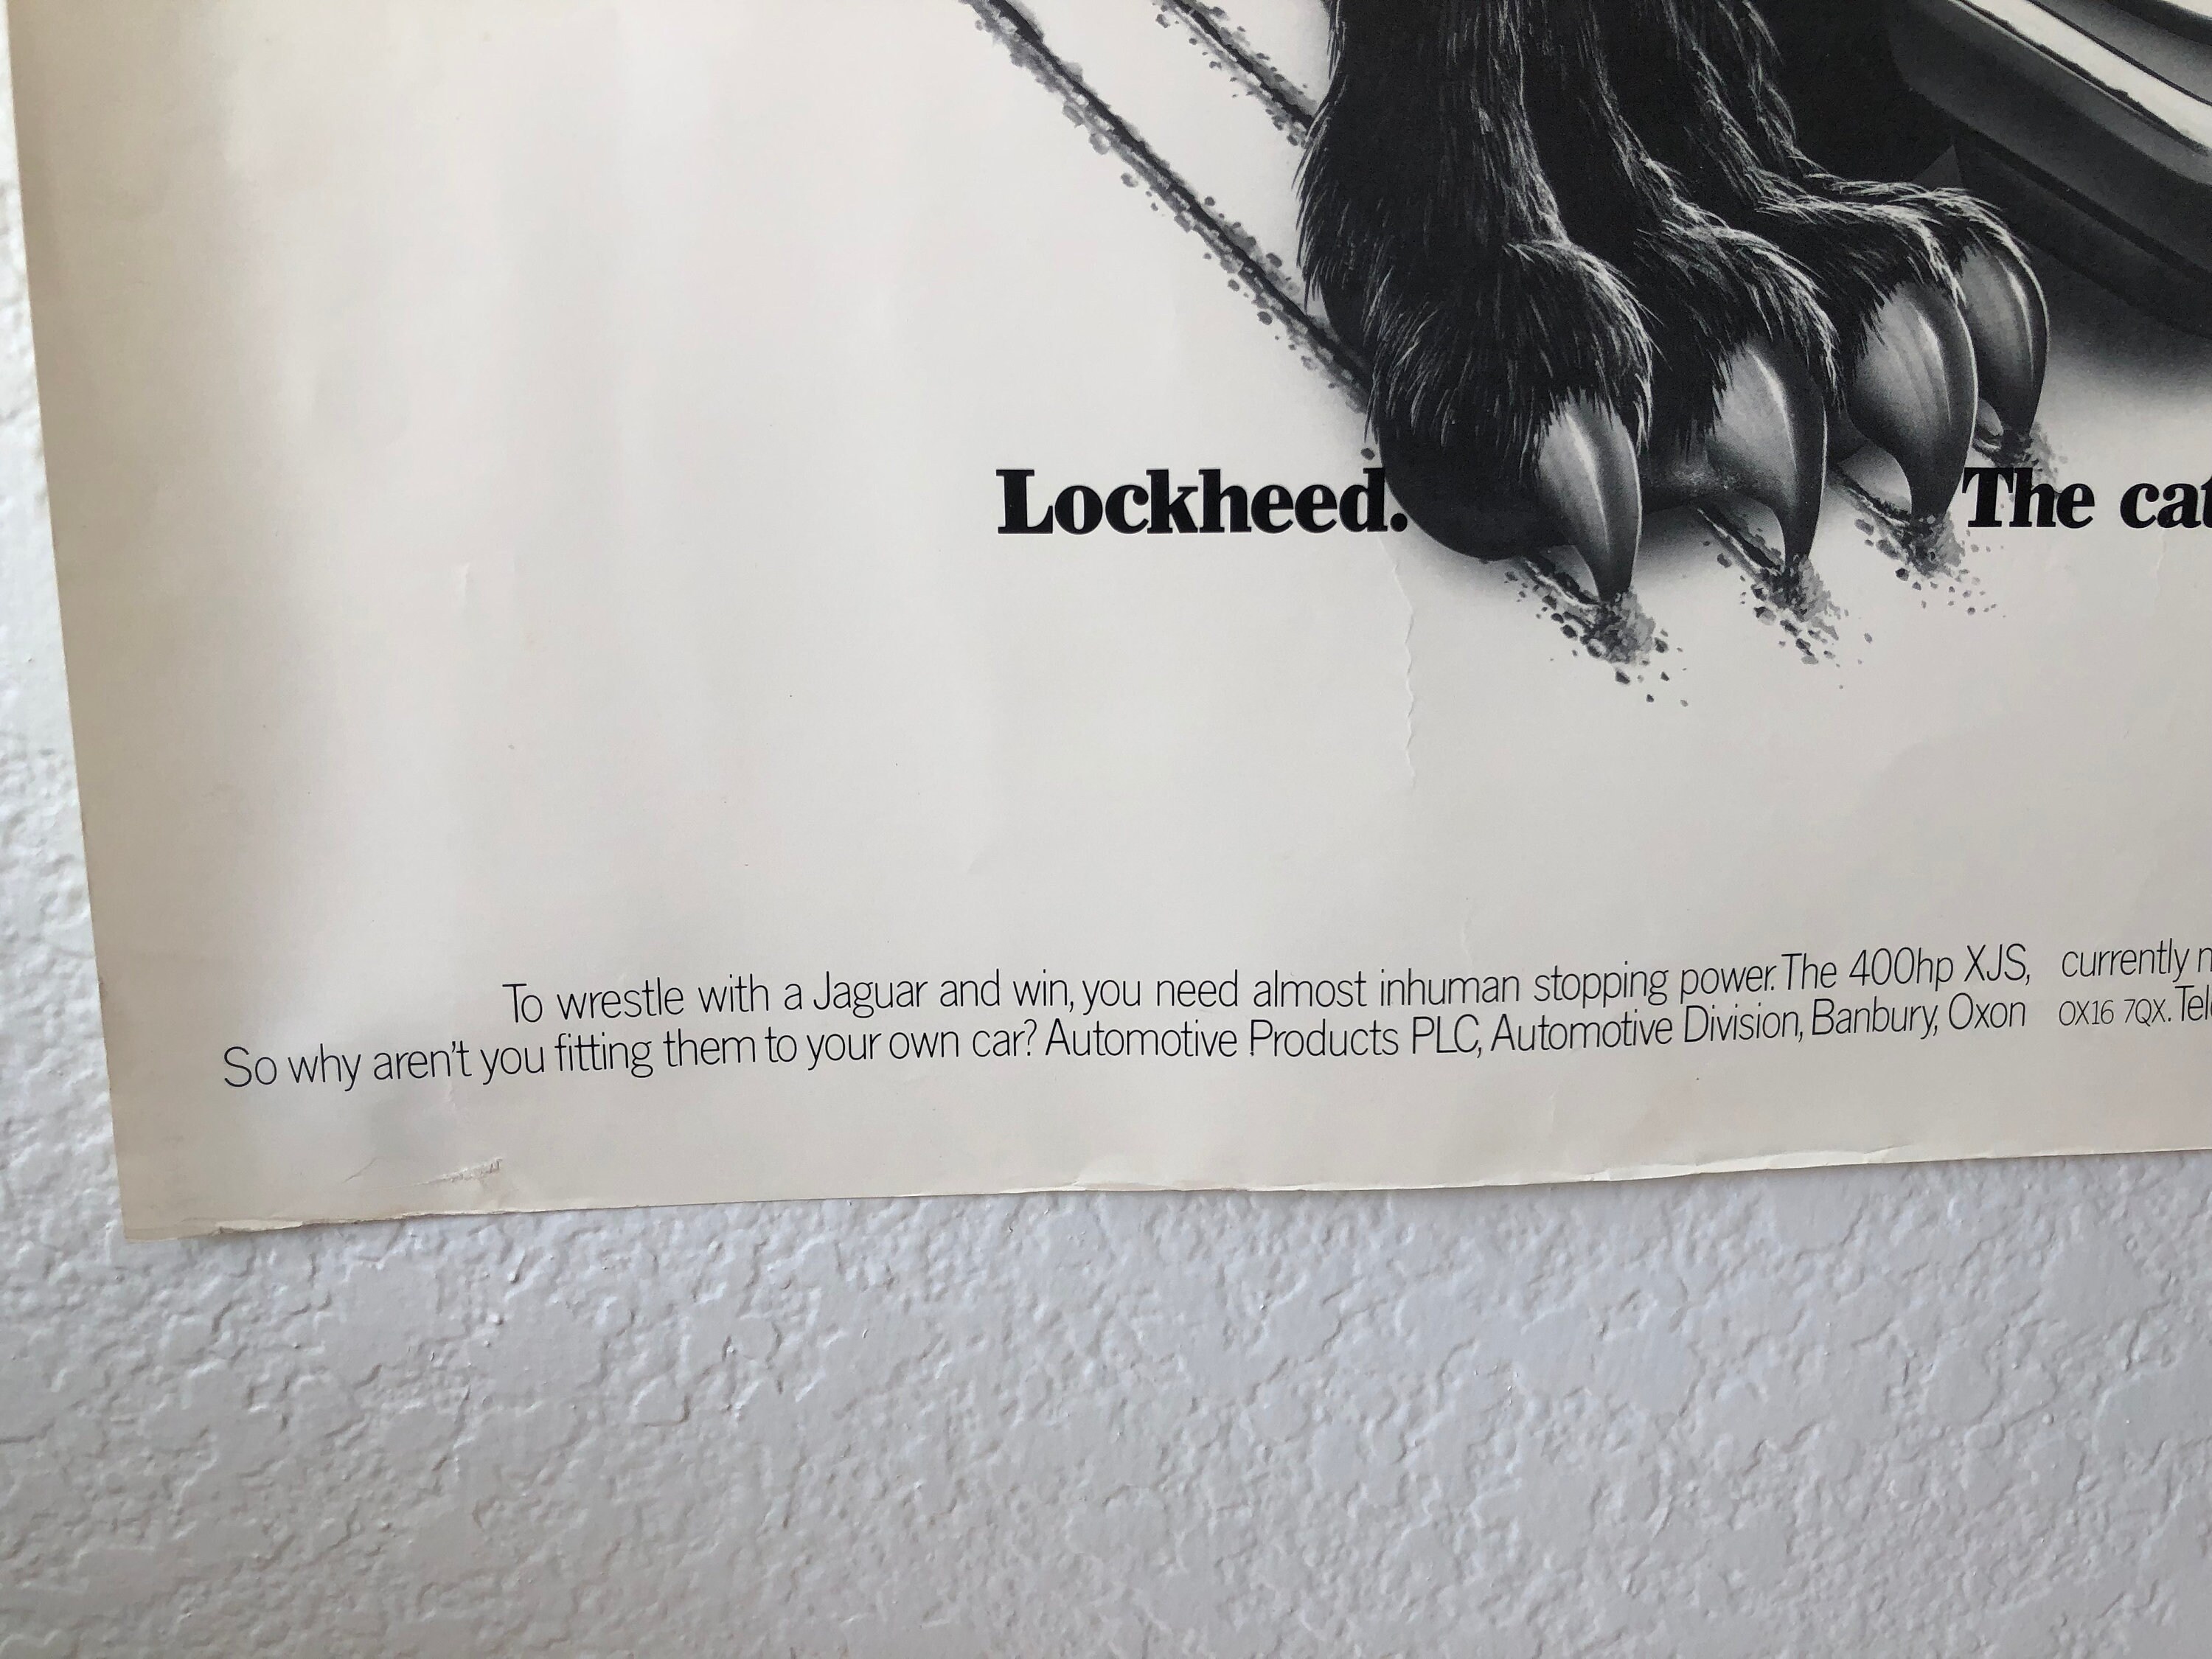 Lockheed. The cat
To wrestle with a Jaguar and win, you need almost inhuman stopping power. The 400hp XJS, currently
So why aren't you fitting them to your own car? Automotive Products PLC, Automotive Division, Banbury, Oxon OX16 7QX.